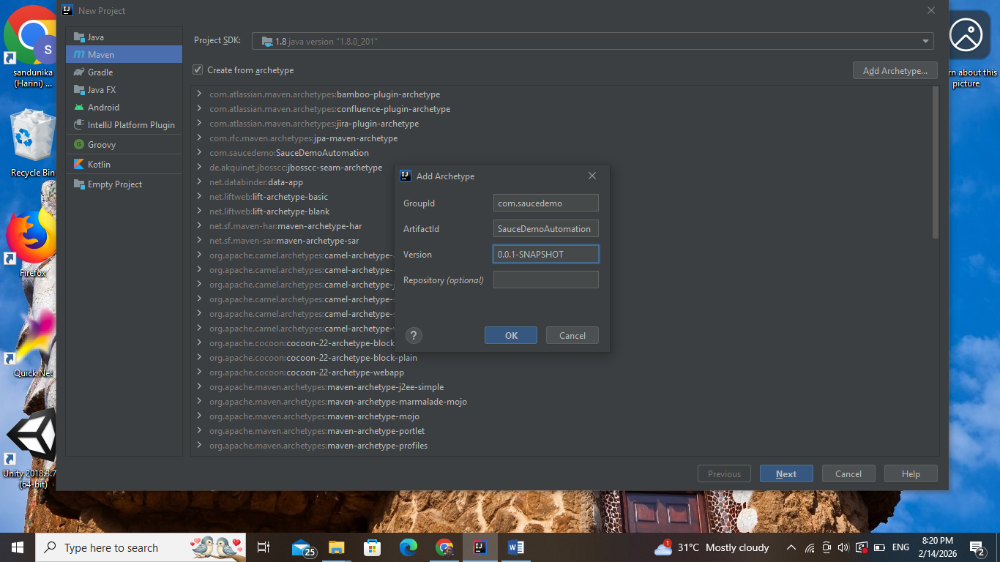 New Project
Java
Maven
Gradle
Java FX
Android
IntelliJ Platform Plugin
Groovy
Kotlin
Empty Project
Project SDK:
1.8 java version "1.8.0_201"
Create from archetype
Add Archetype...
com.atlassian.maven.archetypes:bamboo-plugin-archetype
com.atlassian.maven.archetypes:confluence-plugin-archetype
com.atlassian.maven.archetypes:jira-plugin-archetype
com.rfc.maven.archetypes:jpa-maven-archetype
com.saucedemo:SauceDemoAutomation
de.akquinet.jbosscc:jbosscc-seam-archetype
net.databinder:data-app
net.liftweb:lift-archetype-basic
net.liftweb:lift-archetype-blank
net.sf.maven-har:maven-archetype-har
net.sf.maven-sar:maven-archetype-sar
org.apache.camel.archetypes:camel-archetype-
org.apache.camel.archetypes:camel-archetype-
org.apache.camel.archetypes:camel-archetype-
org.apache.camel.archetypes:camel-archetype-
org.apache.camel.archetypes:camel-archetype-
org.apache.camel.archetypes:camel-archetype-
org.apache.cocoon:cocoon-22-archetype-block
org.apache.cocoon:cocoon-22-archetype-block-plain
org.apache.cocoon:cocoon-22-archetype-webapp
org.apache.maven.archetypes:maven-archetype-j2ee-simple
org.apache.maven.archetypes:maven-archetype-marmalade-mojo
org.apache.maven.archetypes:maven-archetype-mojo
org.apache.maven.archetypes:maven-archetype-portlet
org.apache.maven.archetypes:maven-archetype-profiles
Add Archetype
GroupId
com.saucedemo
ArtifactId
SauceDemoAutomation
Version
0.0.1-SNAPSHOT
Repository (optional)
?
OK
Cancel
Previous
Next
Cancel
Help
S
sandunika
(Harini) ...
Recycle Bin
Firefox
Quick Net
Unity 2018.3.7
(64-bit)
rn about this
picture
Type here to search
25
1
31°C Mostly cloudy
ENG
8:20 PM
2/14/2026
2